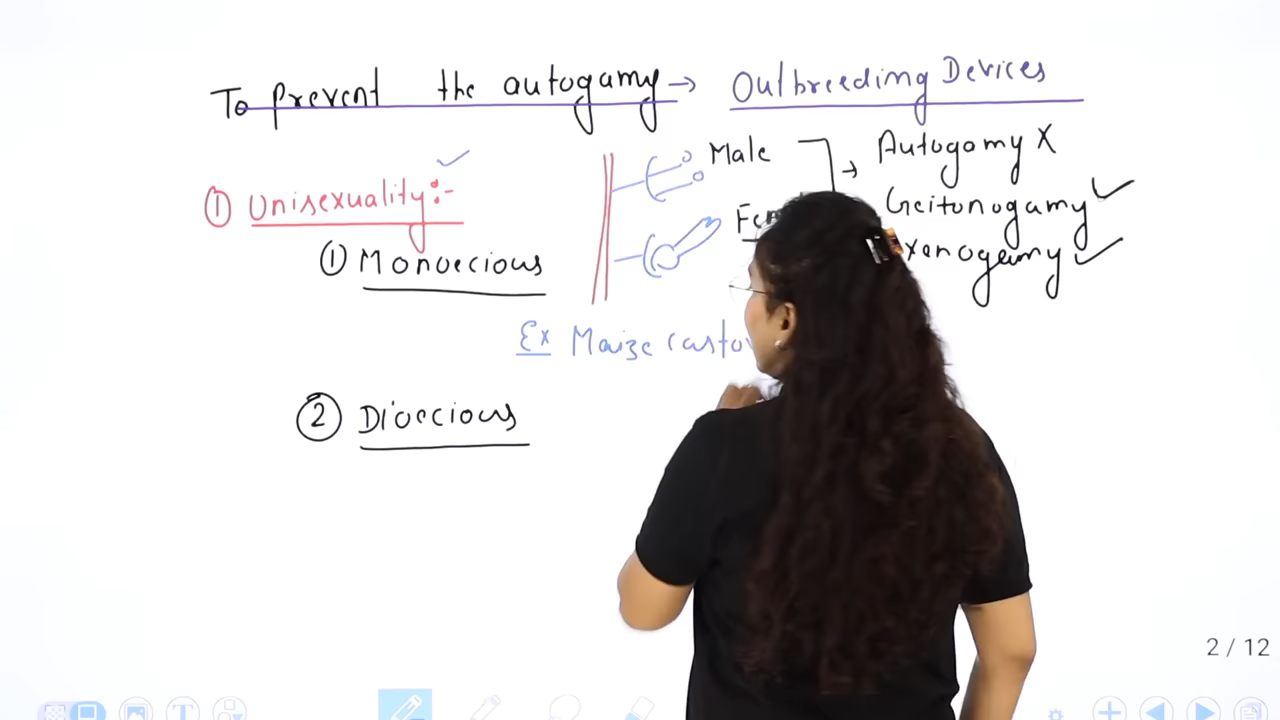 To prevent the autogamy → Outbreeding Devices
① Unisexuality :-
① Monoecious
Male
Autogamy X
Geitonogamy ✓
Xenogamy ✓
Ex Maize castor
② Dioecious
2 / 12